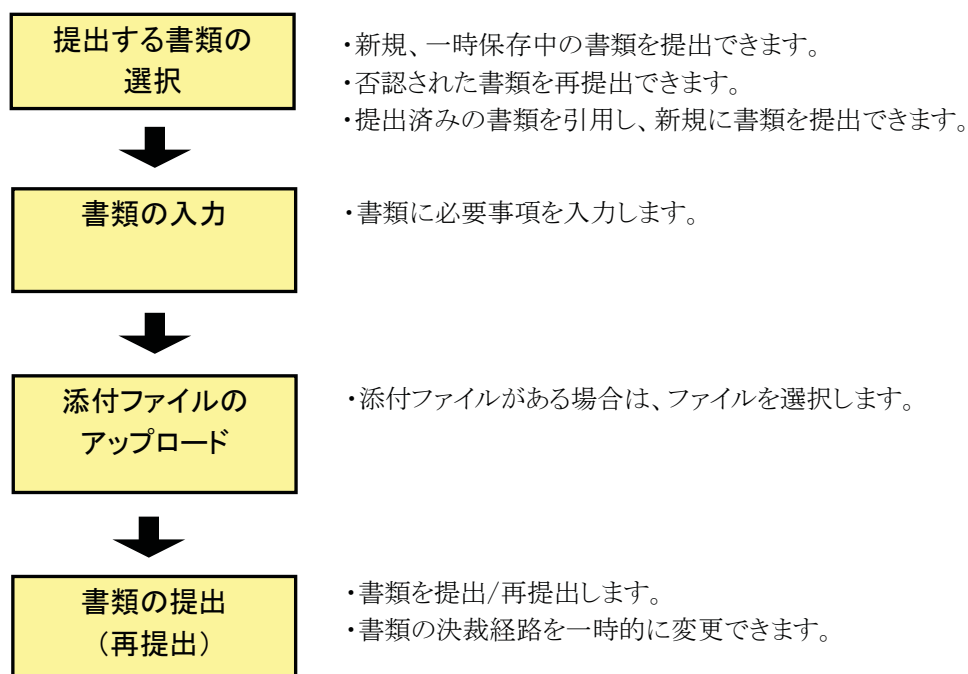 提出する書類の
選択
・新規、一時保存中の書類を提出できます。
・否認された書類を再提出できます。
・提出済みの書類を引用し、新規に書類を提出できます。
書類の入力
・書類に必要事項を入力します。
添付ファイルの
アップロード
・添付ファイルがある場合は、ファイルを選択します。
書類の提出
（再提出）
・書類を提出/再提出します。
・書類の決裁経路を一時的に変更できます。